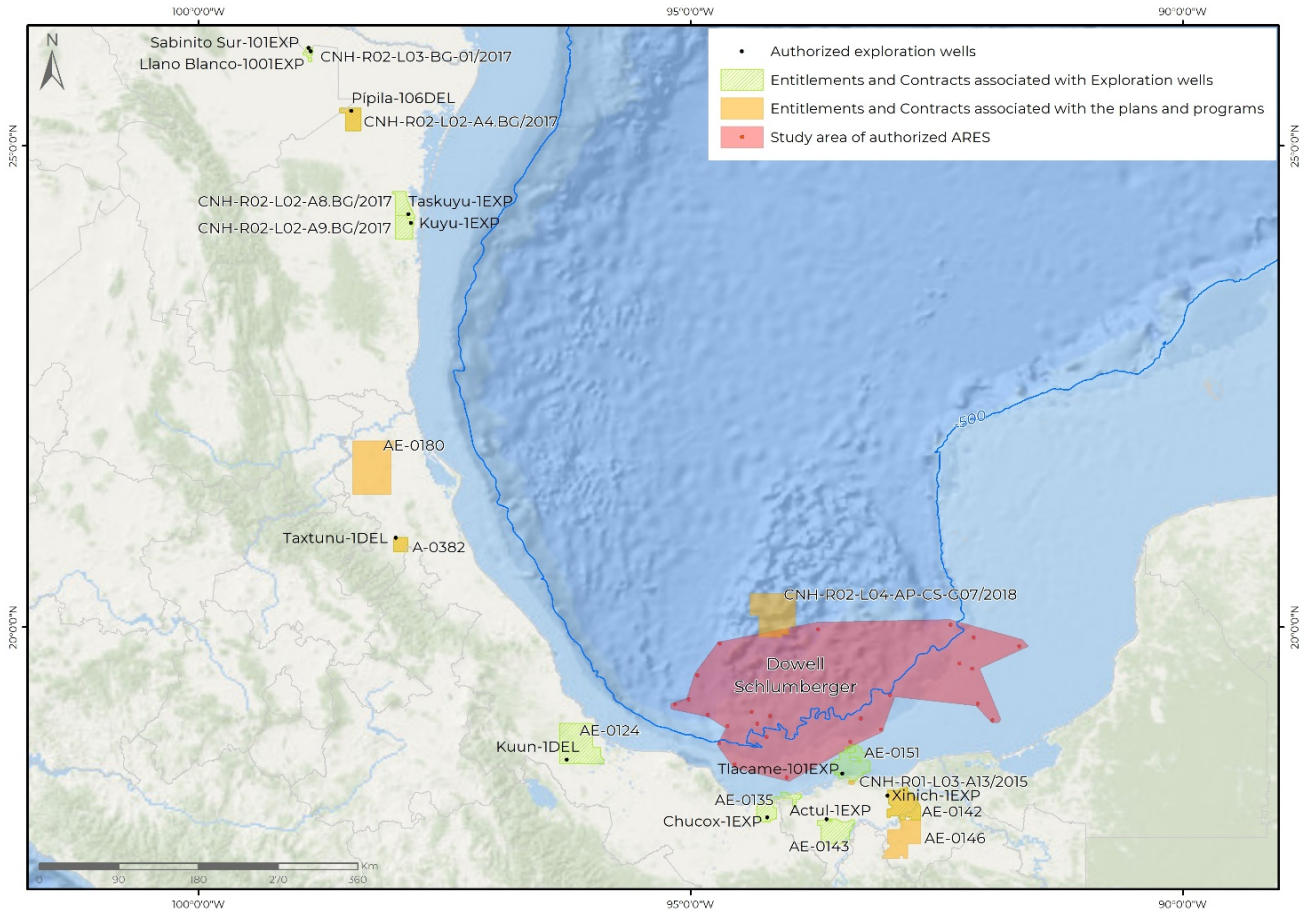 100°0'0"W
95°0'0"W
90°0'0"W
N
Authorized exploration wells
Entitlements and Contracts associated with Exploration wells
Entitlements and Contracts associated with the plans and programs
Study area of authorized ARES
Sabinito Sur-101EXP
Llano Blanco-1001EXP
CNH-R02-L03-BG-01/2017
Pípila-106DEL
CNH-R02-L02-A4.BG/2017
25°0'0"N
25°0'0"N
CNH-R02-L02-A8.BG/2017
Taskuyu-1EXP
CNH-R02-L02-A9.BG/2017
Kuyu-1EXP
-500
AE-0180
Taxtunu-1DEL
A-0382
CNH-R02-L04-AP-CS-G07/2018
20°0'0"N
20°0'0"N
Dowell
Schlumberger
AE-0124
Kuun-1DEL
AE-0151
Tlacame-101EXP
CNH-R01-L03-A13/2015
Xinich-1EXP
AE-0135
Actul-1EXP
AE-0142
Chucox-1EXP
AE-0146
AE-0143
Km
0 90 180 270 360
100°0'0"W
95°0'0"W
90°0'0"W